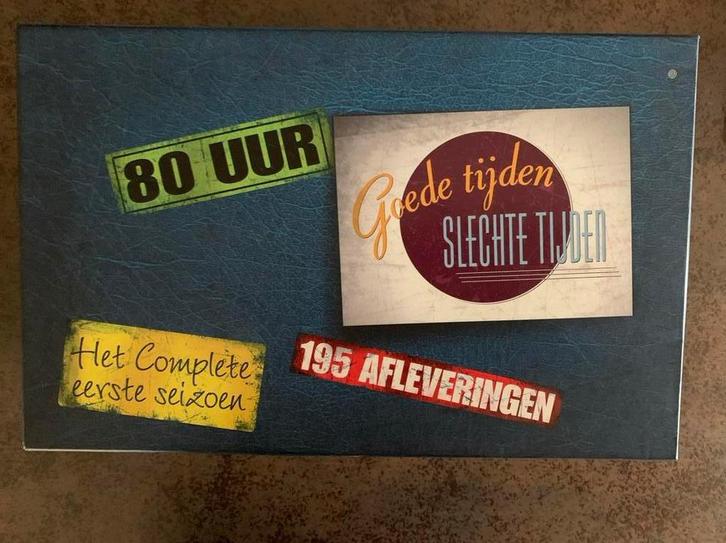 80 UUR
Goede tijden
SLECHTE TIJDEN
Het Complete
eerste seizoen
195 AFLEVERINGEN